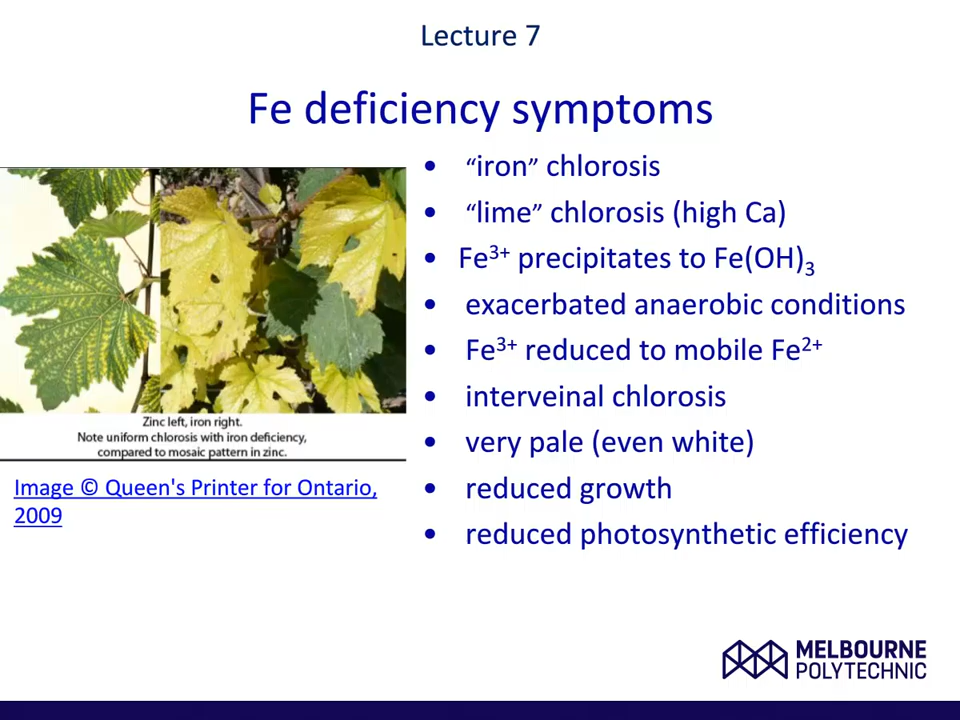 Lecture 7
Fe deficiency symptoms
• “iron” chlorosis
• “lime” chlorosis (high Ca)
• Fe³⁺ precipitates to Fe(OH)₃
• exacerbated anaerobic conditions
• Fe³⁺ reduced to mobile Fe²⁺
• interveinal chlorosis
• very pale (even white)
• reduced growth
• reduced photosynthetic efficiency
Zinc left, iron right.
Note uniform chlorosis with iron deficiency,
compared to mosaic pattern in zinc.
Image © Queen's Printer for Ontario,
2009
MELBOURNE
POLYTECHNIC